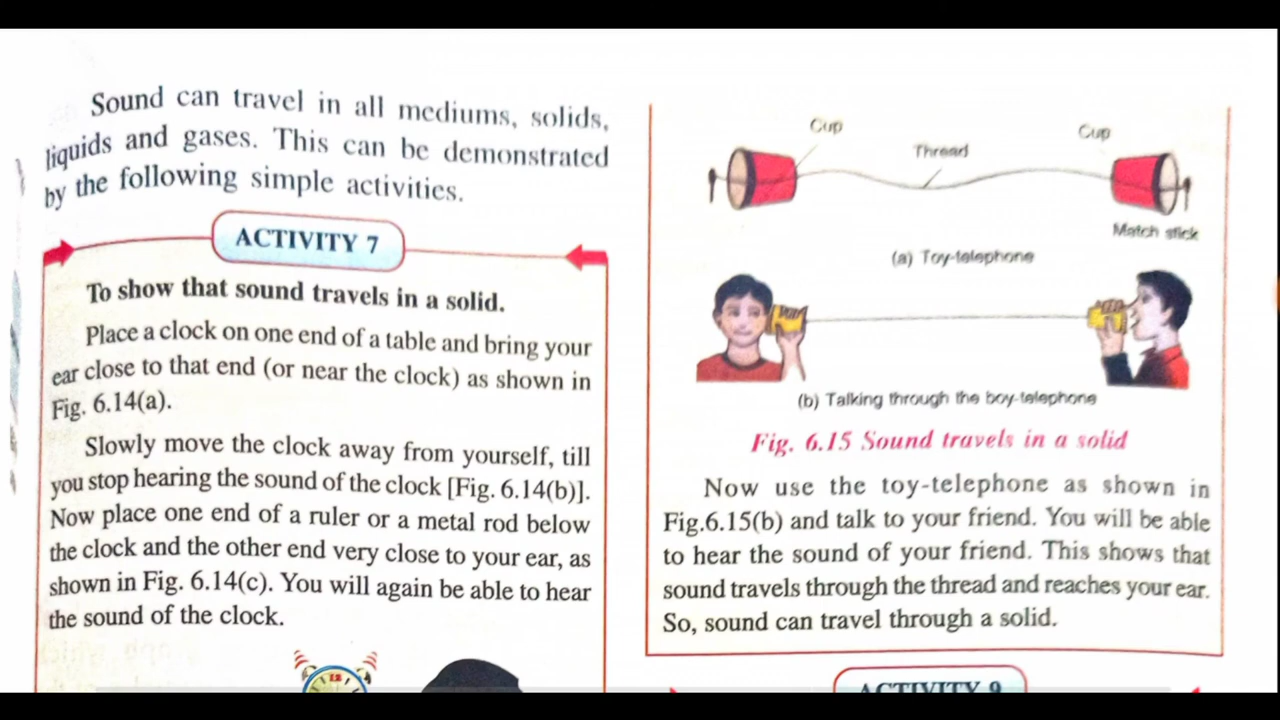 Sound can travel in all mediums, solids,
liquids and gases. This can be demonstrated
by the following simple activities.
ACTIVITY 7
To show that sound travels in a solid.
Place a clock on one end of a table and bring your
ear close to that end (or near the clock) as shown in
Fig. 6.14(a).
Slowly move the clock away from yourself, till
you stop hearing the sound of the clock [Fig. 6.14(b)].
Now place one end of a ruler or a metal rod below
the clock and the other end very close to your ear, as
shown in Fig. 6.14(c). You will again be able to hear
the sound of the clock.
12
Cup
Cup
Thread
Match stick
(a) Toy-telephone
(b) Talking through the boy-telephone
Fig. 6.15 Sound travels in a solid
Now use the toy-telephone as shown in
Fig.6.15(b) and talk to your friend. You will be able
to hear the sound of your friend. This shows that
sound travels through the thread and reaches your ear.
So, sound can travel through a solid.
ACTIVITY 9